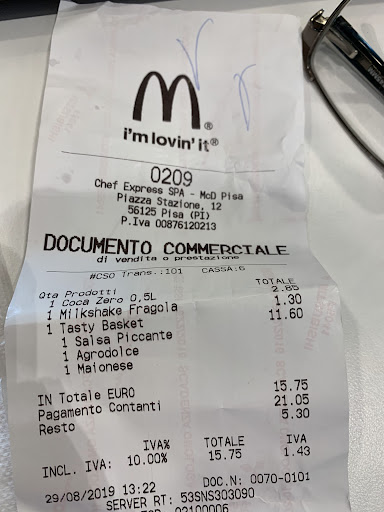 M®
i'm lovin' it®
0209
Chef Express SPA - McD Pisa
Piazza Stazione, 12
56125 Pisa (PI)
P.Iva 00876120213
DOCUMENTO COMMERCIALE
di vendita o prestazione
#CSO Trans.:101 CASSA:6
Qta Prodotti TOTALE
1 Coca Zero 0,5L 2.85
1 Milkshake Fragola 1.30
1 Tasty Basket 11.60
1 Salsa Piccante
1 Agrodolce
1 Maionese
IN Totale EURO 15.75
Pagamento Contanti 21.05
Resto 5.30
IVA% TOTALE IVA
INCL. IVA: 10.00% 15.75 1.43
29/08/2019 13:22 DOC.N: 0070-0101
SERVER RT: 53SNS303090